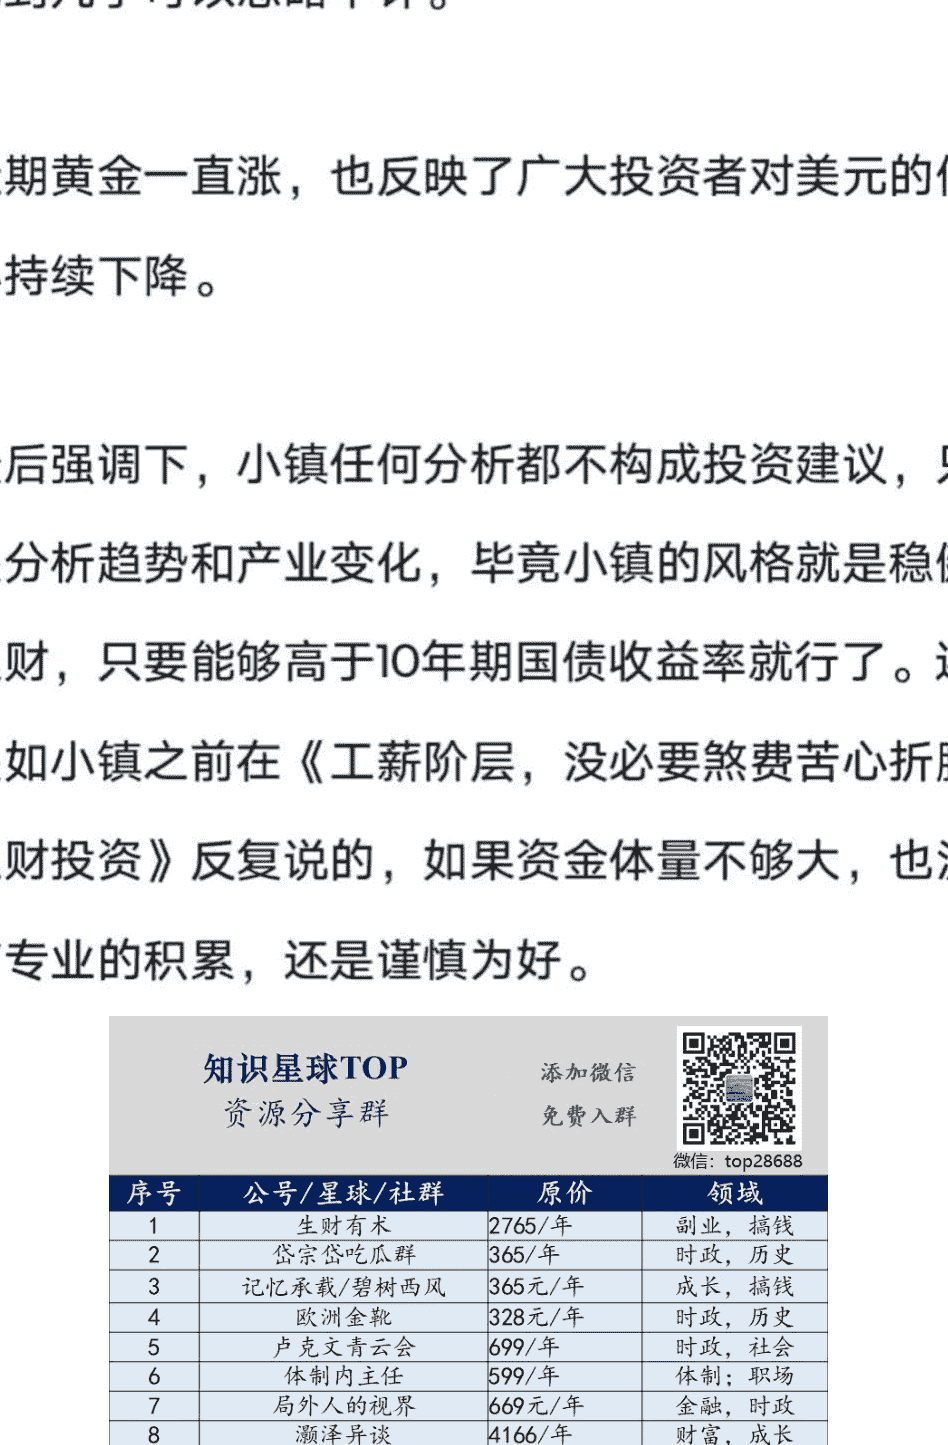 期黄金一直涨，也反映了广大投资者对美元的
持续下降。
后强调下，小镇任何分析都不构成投资建议，
分析趋势和产业变化，毕竟小镇的风格就是稳
财，只要能够高于10年期国债收益率就行了。
如小镇之前在《工薪阶层，没必要煞费苦心折
财投资》反复说的，如果资金体量不够大，也
专业的积累，还是谨慎为好。
知识星球TOP
资源分享群
添加微信
免费入群
微信：top28688
序号 公号/星球/社群 原价 领域
1 生财有术 2765/年 副业，搞钱
2 岱宗岱吃瓜群 365/年 时政，历史
3 记忆承载/碧树西风 365元/年 成长，搞钱
4 欧洲金靴 328元/年 时政，历史
5 卢克文青云会 699/年 时政，社会
6 体制内主任 599/年 体制；职场
7 局外人的视界 669元/年 金融，时政
8 灏泽异谈 4166/年 财富，成长